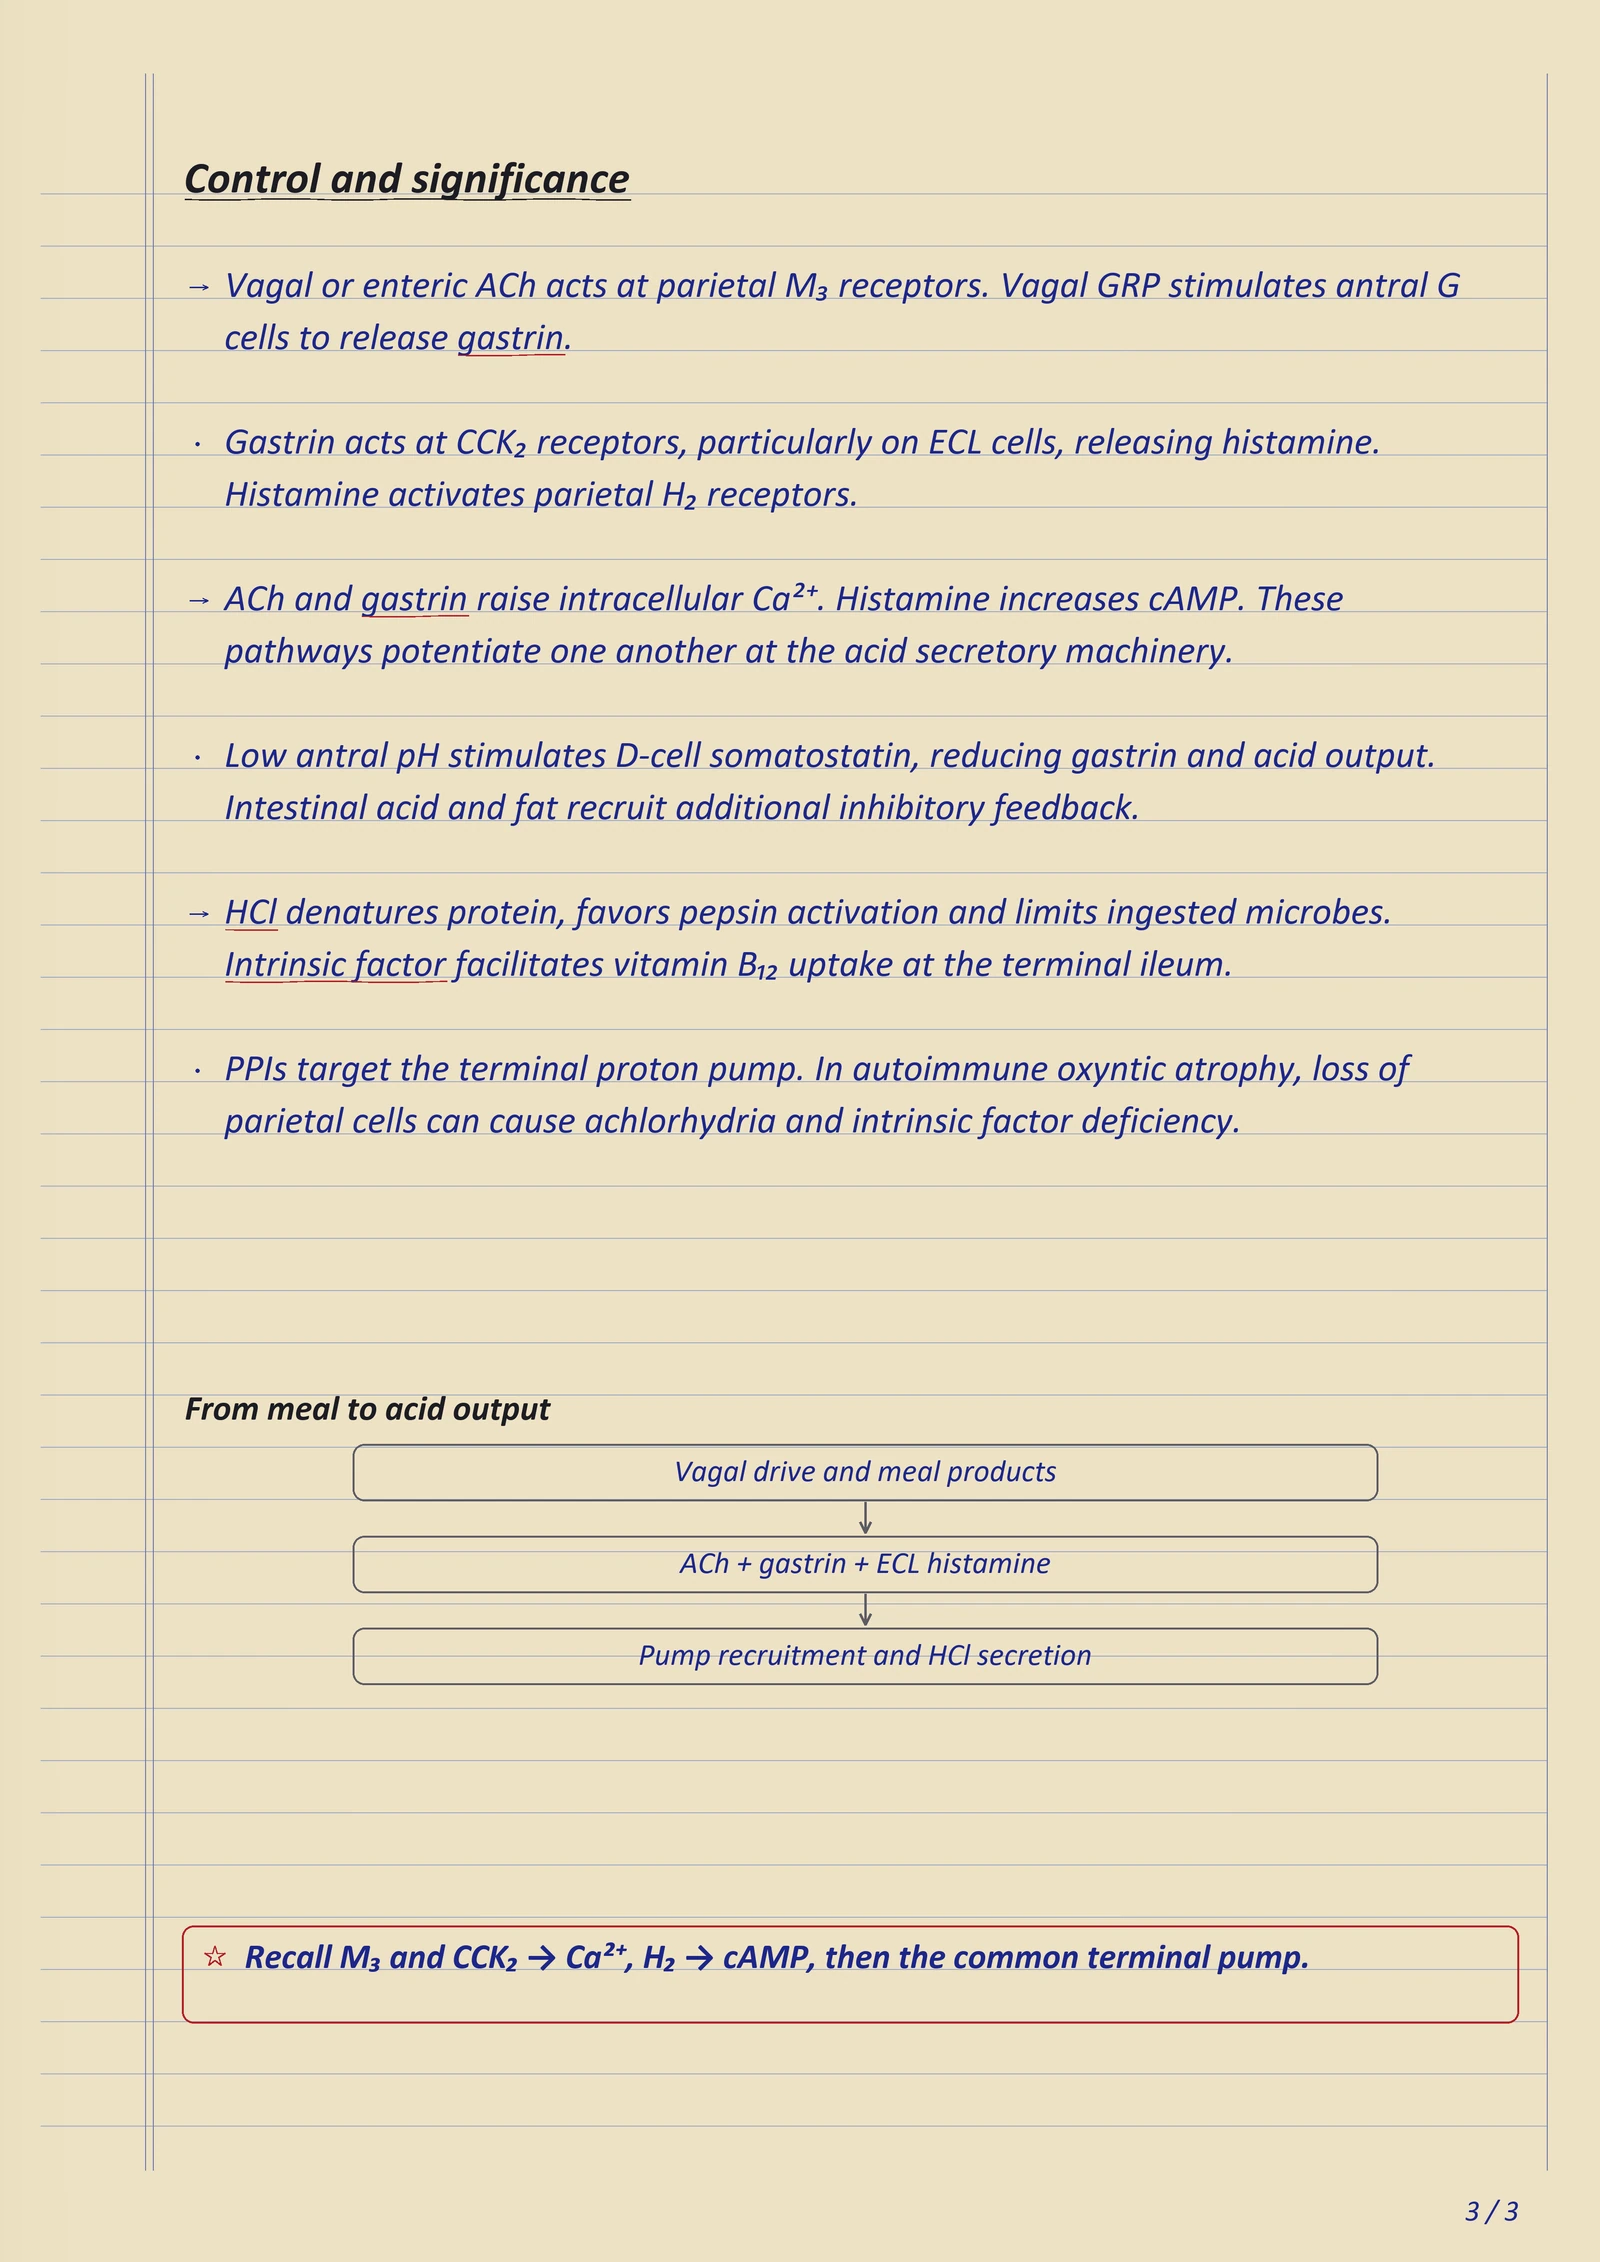 Control and significance
→ Vagal or enteric ACh acts at parietal M₃ receptors. Vagal GRP stimulates antral G
cells to release gastrin.
· Gastrin acts at CCK₂ receptors, particularly on ECL cells, releasing histamine.
Histamine activates parietal H₂ receptors.
→ ACh and gastrin raise intracellular Ca²⁺. Histamine increases cAMP. These
pathways potentiate one another at the acid secretory machinery.
· Low antral pH stimulates D-cell somatostatin, reducing gastrin and acid output.
Intestinal acid and fat recruit additional inhibitory feedback.
→ HCl denatures protein, favors pepsin activation and limits ingested microbes.
Intrinsic factor facilitates vitamin B₁₂ uptake at the terminal ileum.
· PPIs target the terminal proton pump. In autoimmune oxyntic atrophy, loss of
parietal cells can cause achlorhydria and intrinsic factor deficiency.
From meal to acid output
Vagal drive and meal products
ACh + gastrin + ECL histamine
Pump recruitment and HCl secretion
☆ Recall M₃ and CCK₂ → Ca²⁺, H₂ → cAMP, then the common terminal pump.
3 / 3